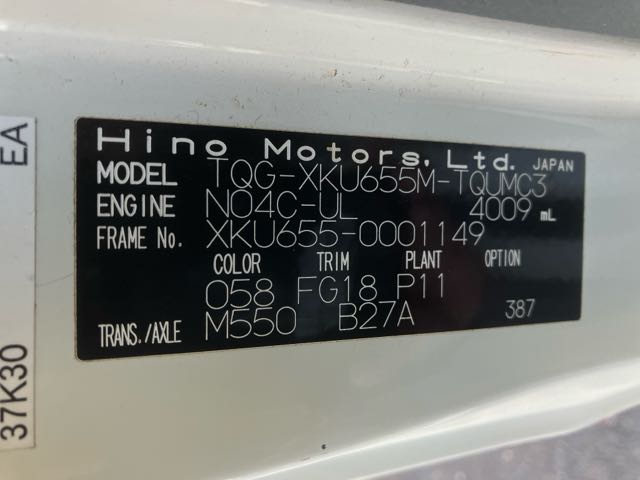 Hino Motors, Ltd. JAPAN
MODEL TQG-XKU655M-TQUMC3
ENGINE N04C-UL 4009 mL
FRAME No. XKU655-0001149
COLOR TRIM PLANT OPTION
058 FG18 P11
TRANS./AXLE M550 B27A 387
EA
37K30